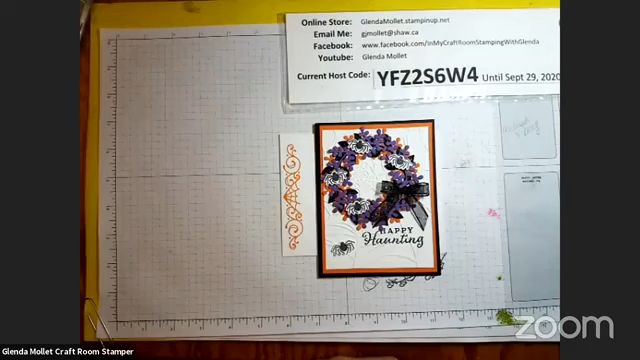 Online Store: GlendaMollet.stampinup.net
Email Me: gjmollet@shaw.ca
Facebook: www.facebook.com/InMyCraftRoomStampingWithGlenda
Youtube: Glenda Mollet
Current Host Code: YFZ2S6W4 Until Sept 29, 2020
HAPPY
Haunting
zoom
Glenda Mollet Craft Room Stamper